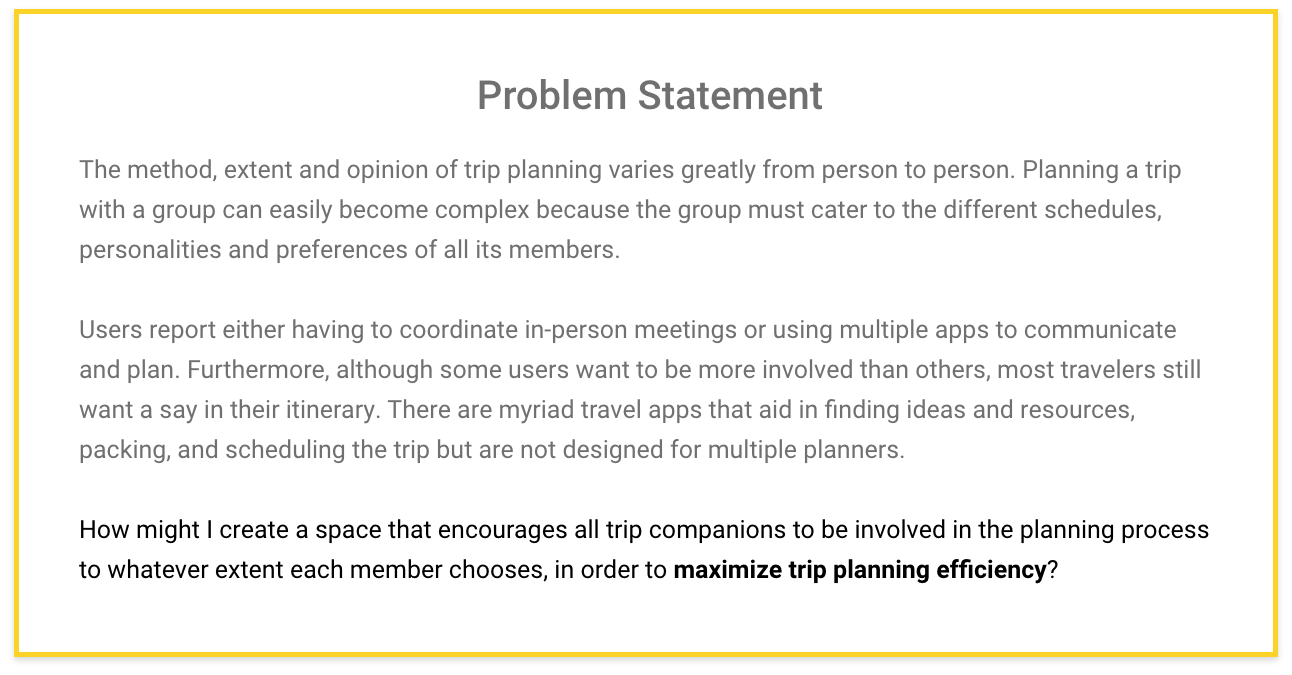 Problem Statement
The method, extent and opinion of trip planning varies greatly from person to person. Planning a trip
with a group can easily become complex because the group must cater to the different schedules,
personalities and preferences of all its members.
Users report either having to coordinate in-person meetings or using multiple apps to communicate
and plan. Furthermore, although some users want to be more involved than others, most travelers still
want a say in their itinerary. There are myriad travel apps that aid in finding ideas and resources,
packing, and scheduling the trip but are not designed for multiple planners.
How might I create a space that encourages all trip companions to be involved in the planning process
to whatever extent each member chooses, in order to maximize trip planning efficiency?